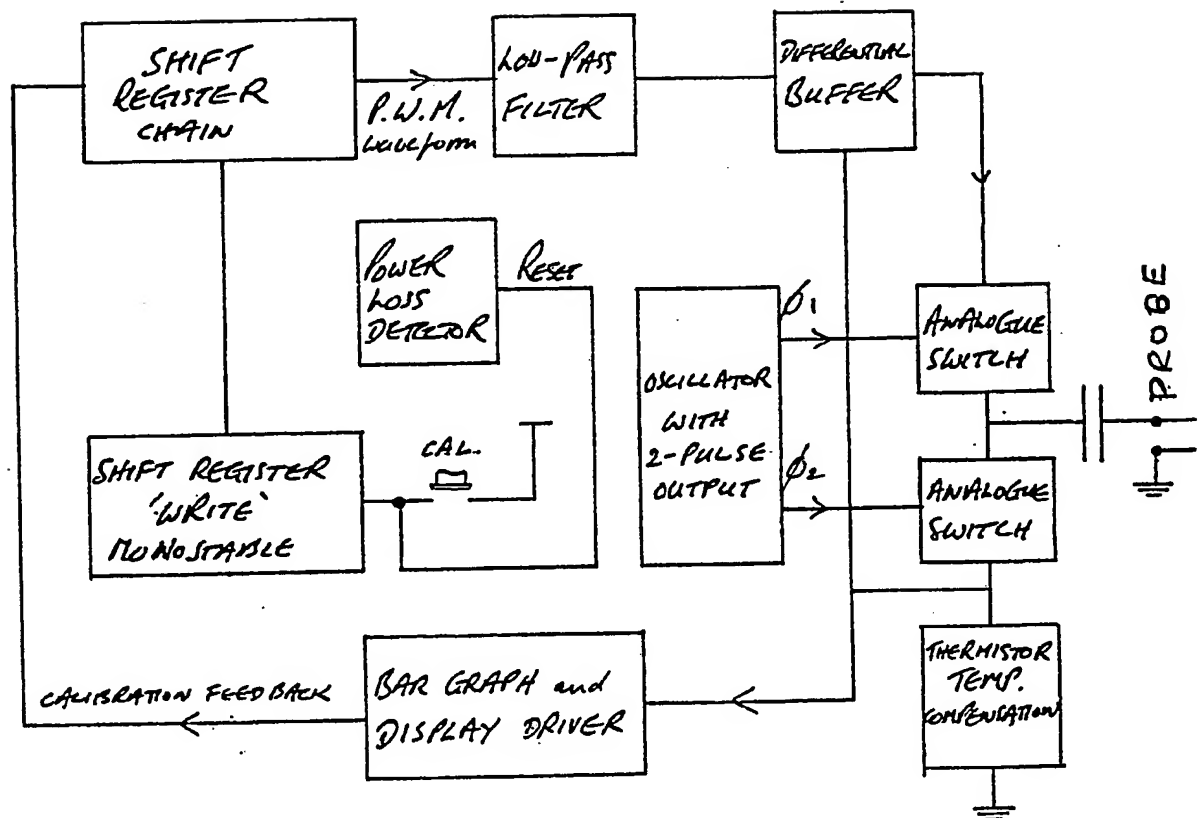 SHIFT
REGISTER
CHAIN
P.W.M.
waveform
LOW-PASS
FILTER
DIFFERENTIAL
BUFFER
POWER
LOSS
DETECTOR
RESET
OSCILLATOR
WITH
2-PULSE
OUTPUT
ϕ1
ϕ2
ANALOGUE
SWITCH
PROBE
SHIFT REGISTER
'WRITE'
MONOSTABLE
CAL.
ANALOGUE
SWITCH
CALIBRATION FEEDBACK
BAR GRAPH and
DISPLAY DRIVER
THERMISTOR
TEMP.
COMPENSATION